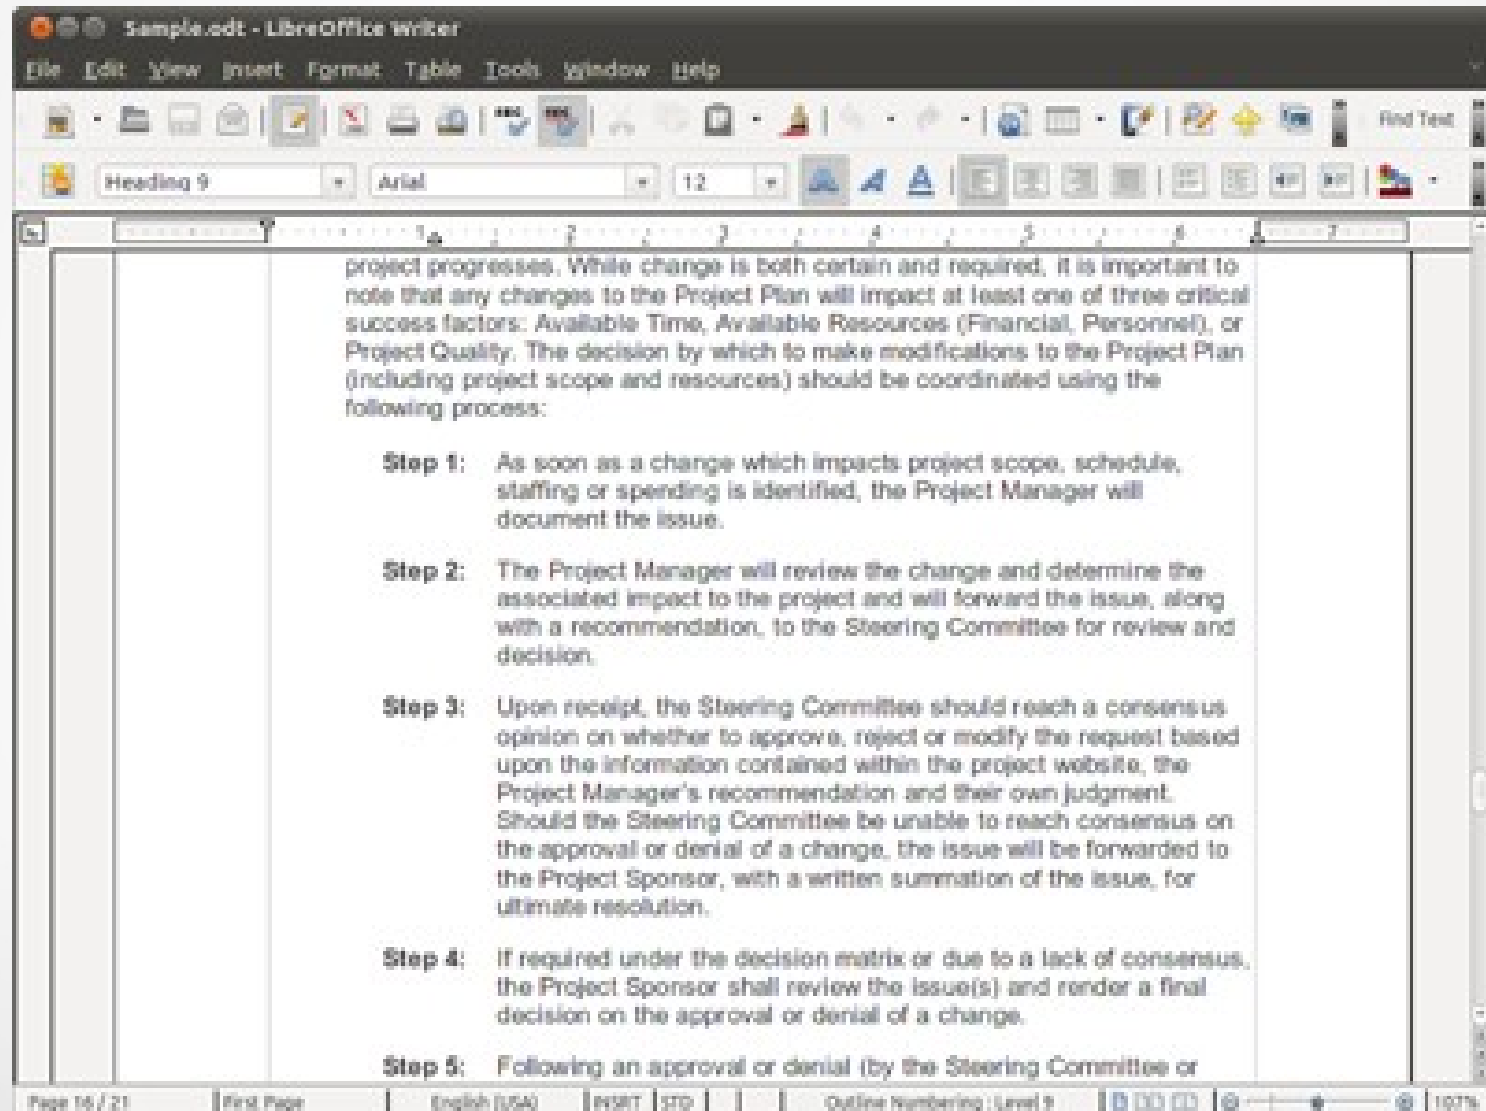 Sample.odt - LibreOffice Writer
File Edit View Insert Format Table Tools Window Help
Find Text
Heading 9 Arial 12
1 2 3 4 5 6 7
project progresses. While change is both certain and required, it is important to
note that any changes to the Project Plan will impact at least one of three critical
success factors: Available Time, Available Resources (Financial, Personnel), or
Project Quality. The decision by which to make modifications to the Project Plan
(including project scope and resources) should be coordinated using the
following process:
Step 1: As soon as a change which impacts project scope, schedule,
staffing or spending is identified, the Project Manager will
document the issue.
Step 2: The Project Manager will review the change and determine the
associated impact to the project and will forward the issue, along
with a recommendation, to the Steering Committee for review and
decision.
Step 3: Upon receipt, the Steering Committee should reach a consensus
opinion on whether to approve, reject or modify the request based
upon the information contained within the project website, the
Project Manager's recommendation and their own judgment.
Should the Steering Committee be unable to reach consensus on
the approval or denial of a change, the issue will be forwarded to
the Project Sponsor, with a written summation of the issue, for
ultimate resolution.
Step 4: If required under the decision matrix or due to a lack of consensus,
the Project Sponsor shall review the issue(s) and render a final
decision on the approval or denial of a change.
Step 5: Following an approval or denial (by the Steering Committee or
Page 16 / 21 First Page English (USA) INSRT STD Outline Numbering : Level 9 107%